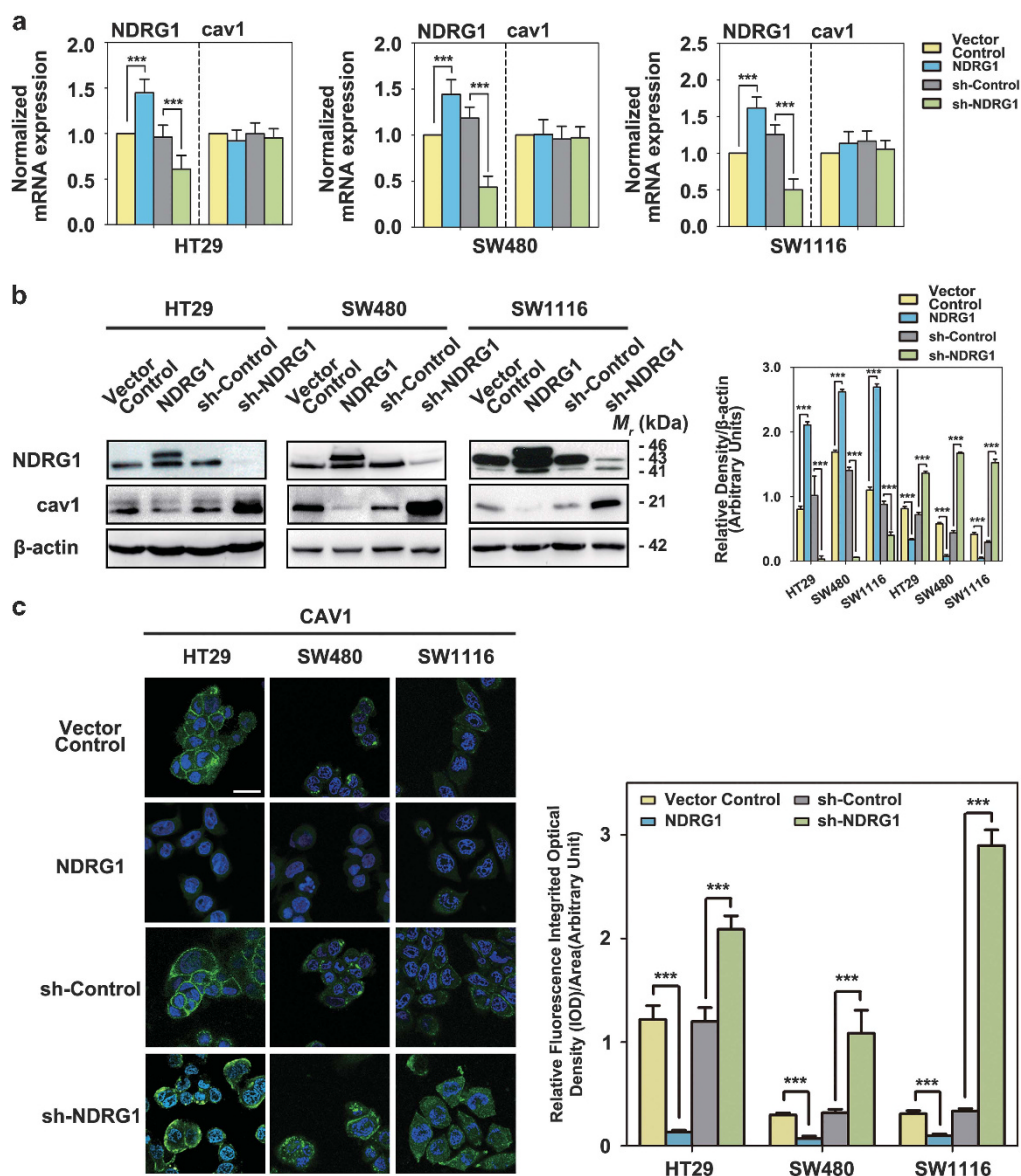 a
NDRG1 cav1
Normalized
mRNA expression
2.0
1.5
1.0
0.5
0.0
***
***
HT29
NDRG1 cav1
Normalized
mRNA expression
2.0
1.5
1.0
0.5
0.0
***
***
SW480
NDRG1 cav1
Normalized
mRNA expression
2.5
2.0
1.5
1.0
0.5
0.0
***
***
SW1116
Vector
Control
NDRG1
sh-Control
sh-NDRG1
b
HT29 SW480 SW1116
Vector
Control
NDRG1
sh-Control
sh-NDRG1
Vector
Control
NDRG1
sh-Control
sh-NDRG1
Vector
Control
NDRG1
sh-Control
sh-NDRG1
Mr (kDa)
NDRG1
- 46
- 43
- 41
cav1 - 21
β-actin - 42
Vector
Control
NDRG1
sh-Control
sh-NDRG1
Relative Density/β-actin
(Arbitrary Units)
3.0
2.0
1.0
0.0
*** *** *** *** *** ***
*** *** *** *** *** ***
HT29 SW480 SW1116 HT29 SW480 SW1116
c
CAV1
HT29 SW480 SW1116
Vector
Control
NDRG1
sh-Control
sh-NDRG1
Relative Fluorescence Integrited Optical
Density (IOD)/Area(Arbitrary Unit)
Vector Control sh-Control
NDRG1 sh-NDRG1
3
2
1
0
*** *** *** *** *** ***
HT29 SW480 SW1116